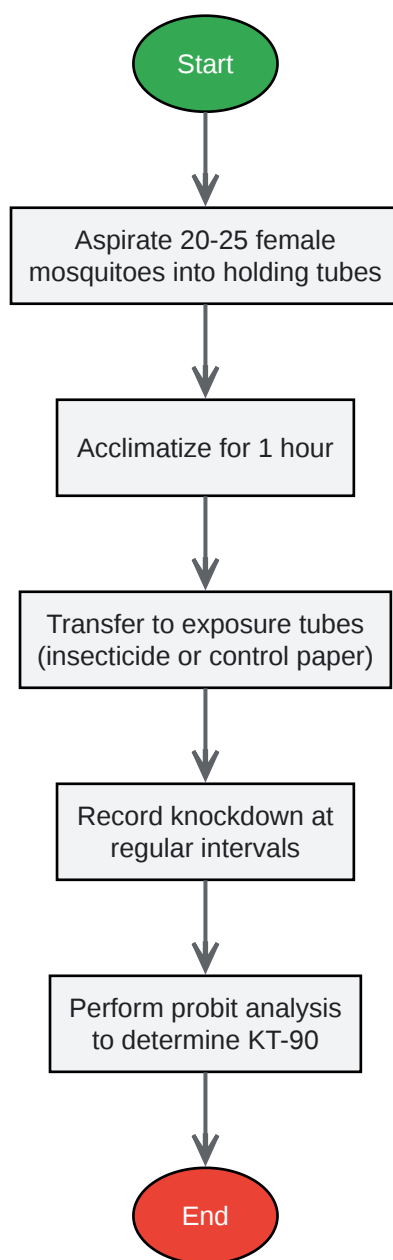 Start
Aspirate 20-25 female
mosquitoes into holding tubes
Acclimatize for 1 hour
Transfer to exposure tubes
(insecticide or control paper)
Record knockdown at
regular intervals
Perform probit analysis
to determine KT-90
End